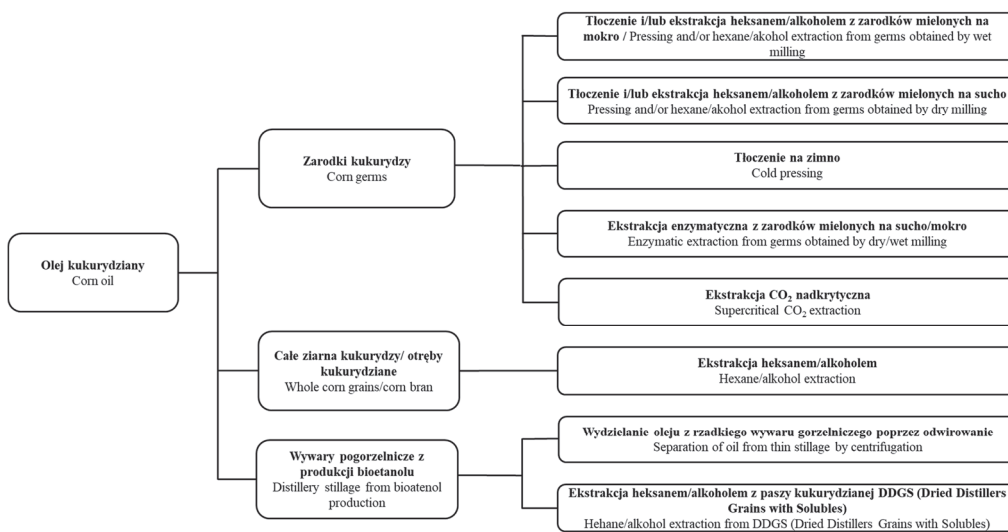 Tłoczenie i/lub ekstrakcja heksanem/alkoholem z zarodków mielonych na
mokro / Pressing and/or hexane/akohol extraction from germs obtained by wet
milling
Tłoczenie i/lub ekstrakcja heksanem/alkoholem z zarodków mielonych na sucho
Pressing and/or hexane/akohol extraction from germs obtained by dry milling
Zarodki kukurydzy
Corn germs
Tłoczenie na zimno
Cold pressing
Ekstrakcja enzymatyczna z zarodków mielonych na sucho/mokro
Enzymatic extraction from germs obtained by dry/wet milling
Olej kukurydziany
Corn oil
Ekstrakcja CO₂ nadkrytyczna
Supercritical CO₂ extraction
Całe ziarna kukurydzy/ otręby
kukurydziane
Whole corn grains/corn bran
Ekstrakcja heksanem/alkoholem
Hexane/alkohol extraction
Wydzielanie oleju z rzadkiego wywaru gorzelniczego poprzez odwirowanie
Separation of oil from thin stillage by centrifugation
Wywary pogorzelnicze z
produkcji bioetanolu
Distillery stillage from bioatenol
production
Ekstrakcja heksanem/alkoholem z paszy kukurydzianej DDGS (Dried Distillers
Grains with Solubles)
Hehane/alkohol extraction from DDGS (Dried Distillers Grains with Solubles)